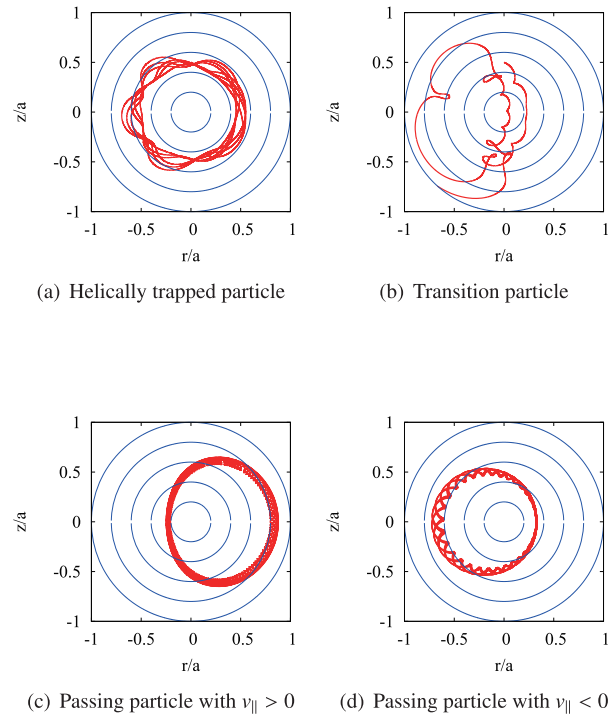 1
0.5
0
-0.5
-1
z/a
-1 -0.5 0 0.5 1
r/a
(a) Helically trapped particle
1
0.5
0
-0.5
-1
z/a
-1 -0.5 0 0.5 1
r/a
(b) Transition particle
1
0.5
0
-0.5
-1
z/a
-1 -0.5 0 0.5 1
r/a
(c) Passing particle with v∥ > 0
1
0.5
0
-0.5
-1
z/a
-1 -0.5 0 0.5 1
r/a
(d) Passing particle with v∥ < 0